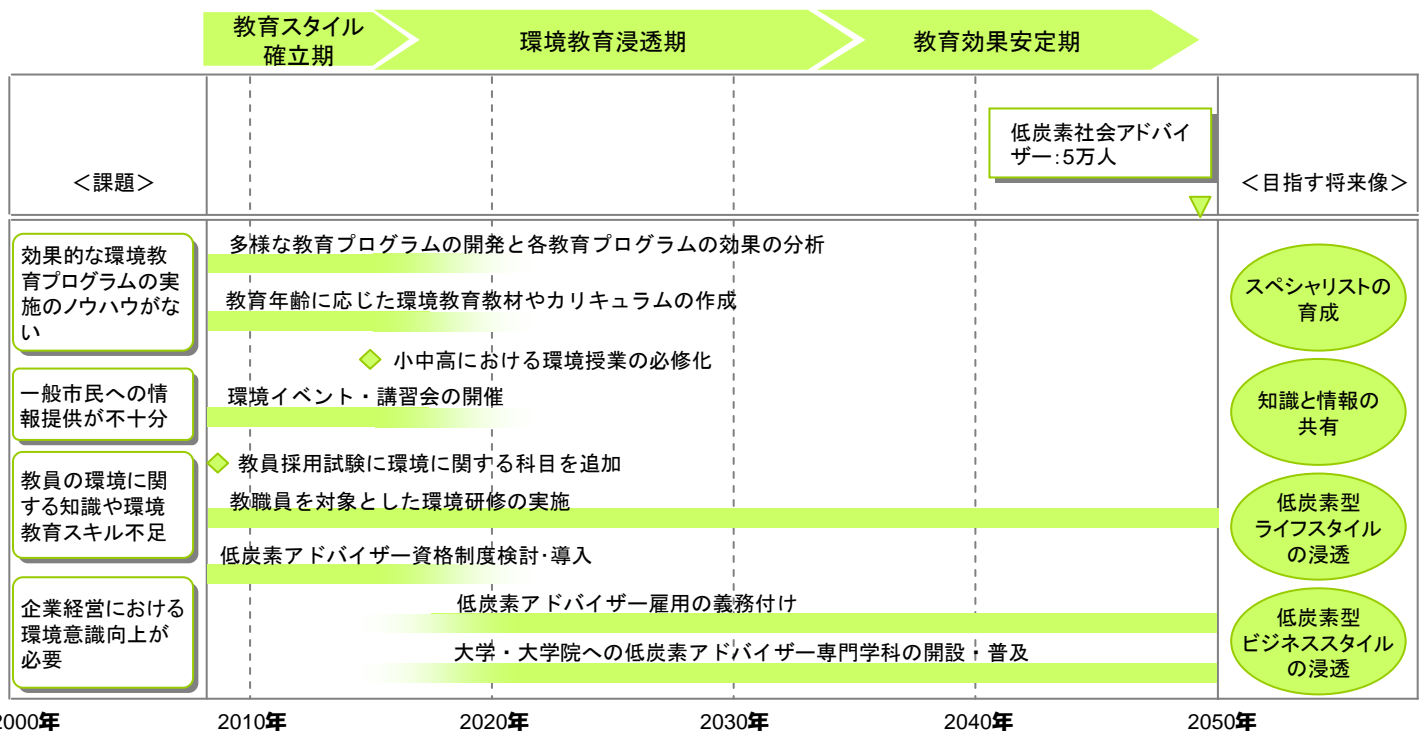 教育スタイル
確立期
環境教育浸透期
教育効果安定期
低炭素社会アドバイ
ザー：5万人
＜課題＞
＜目指す将来像＞
効果的な環境教
育プログラムの実
施のノウハウがな
い
多様な教育プログラムの開発と各教育プログラムの効果の分析
教育年齢に応じた環境教育教材やカリキュラムの作成
小中高における環境授業の必修化
スペシャリストの
育成
一般市民への情
報提供が不十分
環境イベント・講習会の開催
知識と情報の
共有
教員の環境に関
する知識や環境
教育スキル不足
教員採用試験に環境に関する科目を追加
教職員を対象とした環境研修の実施
低炭素アドバイザー資格制度検討･導入
低炭素型
ライフスタイル
の浸透
企業経営における
環境意識向上が
必要
低炭素アドバイザー雇用の義務付け
大学・大学院への低炭素アドバイザー専門学科の開設・普及
低炭素型
ビジネススタイル
の浸透
2000年
2010年
2020年
2030年
2040年
2050年